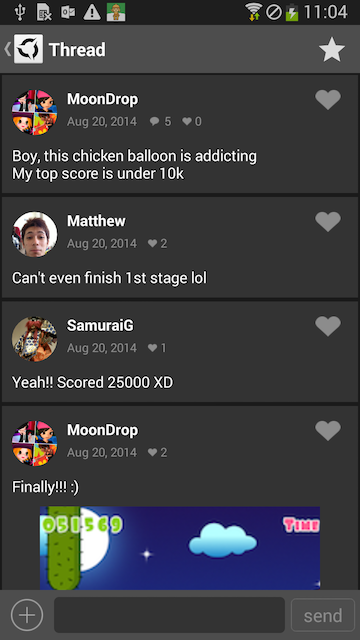 11:04
Thread
MoonDrop
Aug 20, 2014 5 0
Boy, this chicken balloon is addicting
My top score is under 10k
Matthew
Aug 20, 2014 2
Can't even finish 1st stage lol
SamuraiG
Aug 20, 2014 1
Yeah!! Scored 25000 XD
MoonDrop
Aug 20, 2014 2
Finally!!! :)
051569 TIME
send